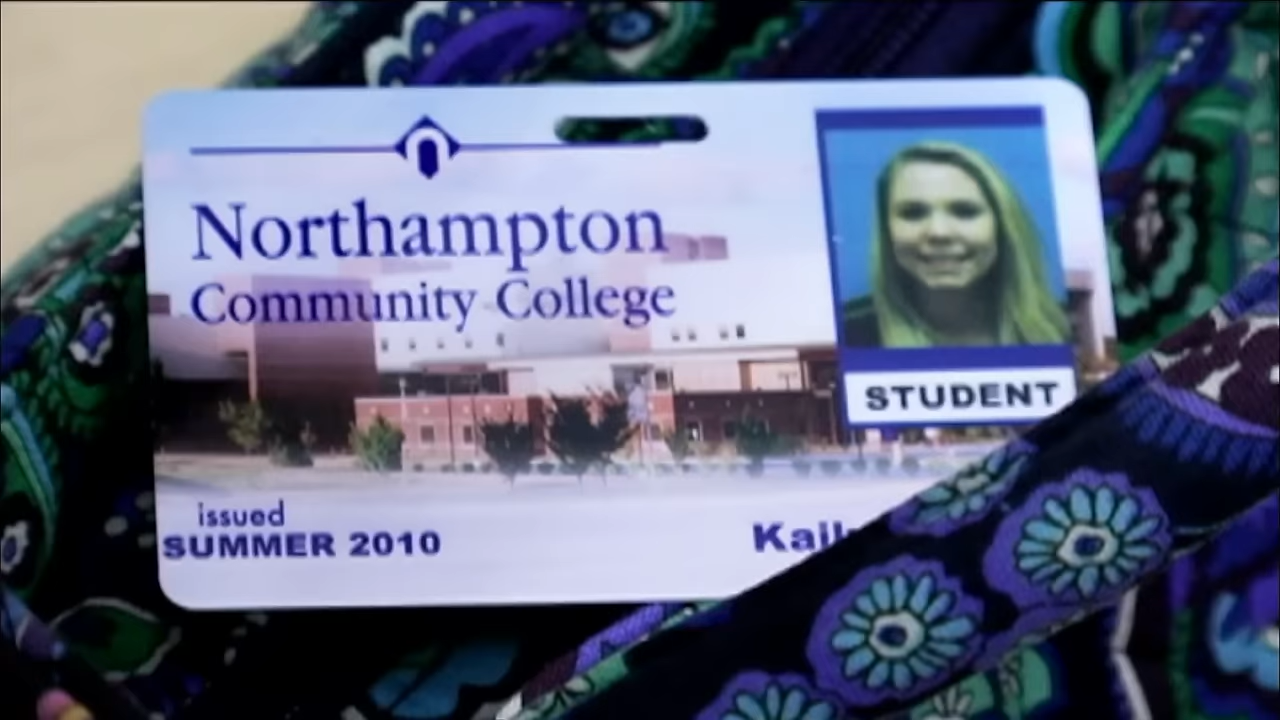 Northampton
Community College
STUDENT
issued
SUMMER 2010